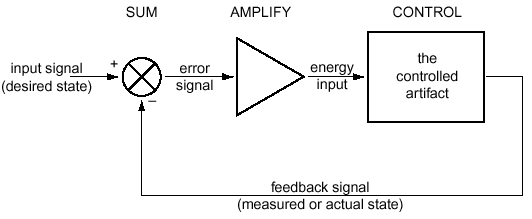 SUM
AMPLIFY
CONTROL
input signal
(desired state)
+
−
error
signal
energy
input
the
controlled
artifact
feedback signal
(measured or actual state)